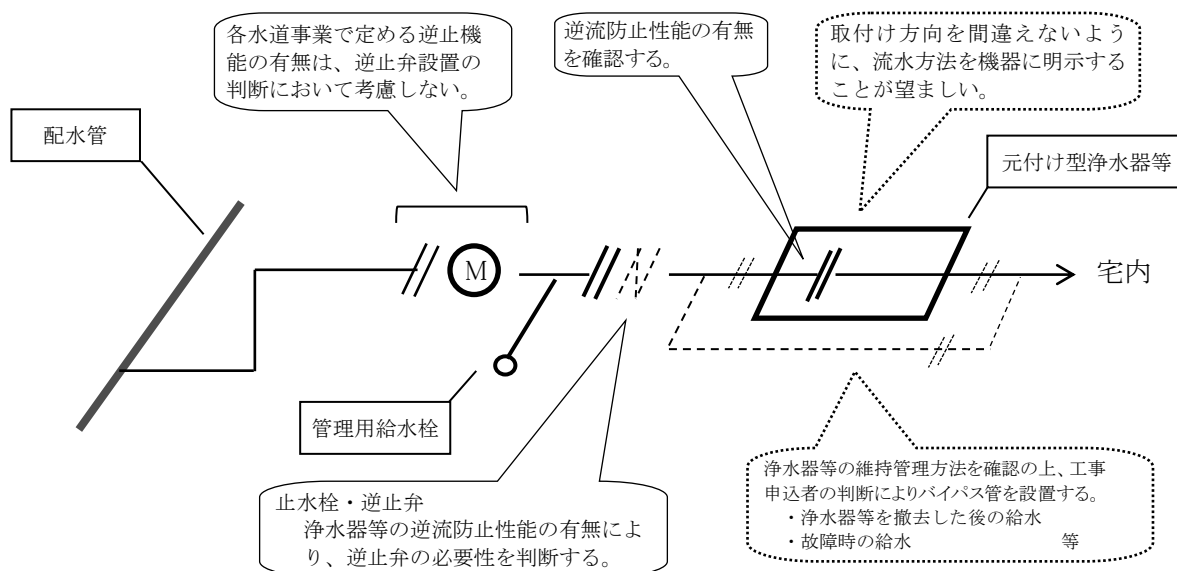 各水道事業で定める逆止機
能の有無は、逆止弁設置の
判断において考慮しない。
逆流防止性能の有無
を確認する。
取付け方向を間違えないよう
に、流水方法を機器に明示する
ことが望ましい。
配水管
元付け型浄水器等
M
宅内
管理用給水栓
止水栓・逆止弁
浄水器等の逆流防止性能の有無によ
り、逆止弁の必要性を判断する。
浄水器等の維持管理方法を確認の上、工事
申込者の判断によりバイパス管を設置する。
・浄水器等を撤去した後の給水
・故障時の給水 等